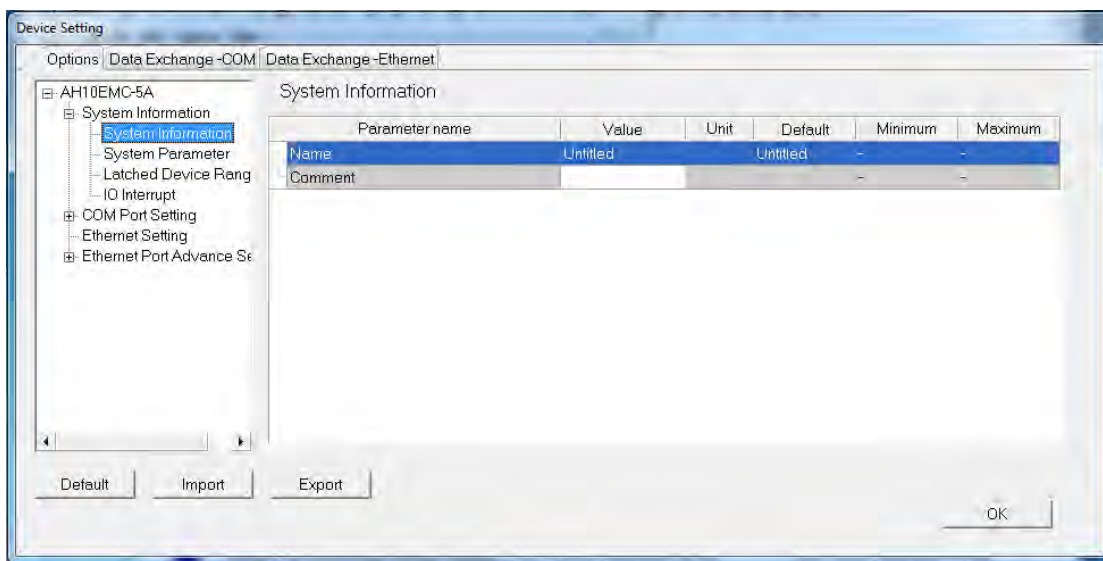 Device Setting
Options Data Exchange -COM Data Exchange -Ethernet
AH10EMC-5A
System Information
System Information
System Parameter
Latched Device Rang
IO Interrupt
COM Port Setting
Ethernet Setting
Ethernet Port Advance Se
System Information
Parameter name Value Unit Default Minimum Maximum
Name Untitled Untitled - -
Comment - -
Default Import Export
OK